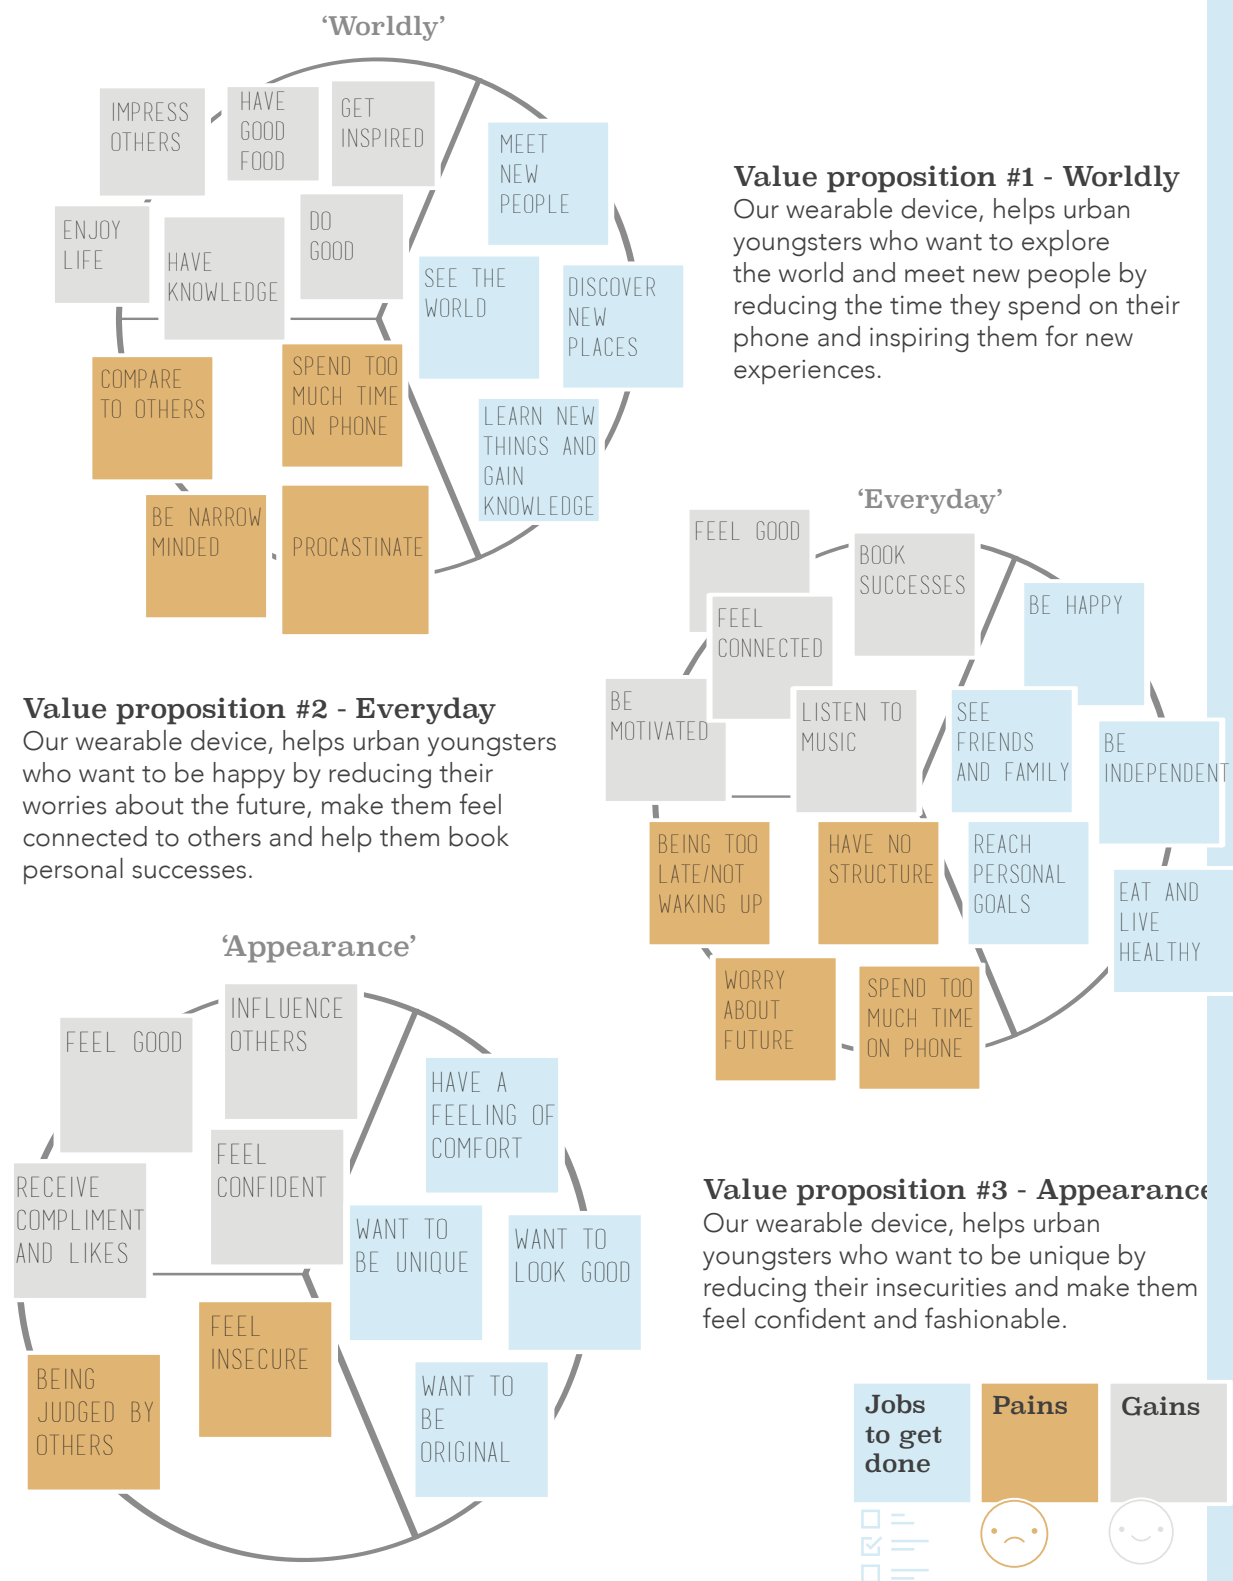 ‘Worldly’
IMPRESS
OTHERS
HAVE
GOOD
FOOD
GET
INSPIRED
ENJOY
LIFE
HAVE
KNOWLEDGE
DO
GOOD
MEET
NEW
PEOPLE
SEE THE
WORLD
DISCOVER
NEW
PLACES
LEARN NEW
THINGS AND
GAIN
KNOWLEDGE
COMPARE
TO OTHERS
SPEND TOO
MUCH TIME
ON PHONE
BE NARROW
MINDED
PROCASTINATE
Value proposition #1 - Worldly
Our wearable device, helps urban
youngsters who want to explore
the world and meet new people by
reducing the time they spend on their
phone and inspiring them for new
experiences.
‘Everyday’
FEEL GOOD
BOOK
SUCCESSES
FEEL
CONNECTED
BE
MOTIVATED
LISTEN TO
MUSIC
BE HAPPY
SEE
FRIENDS
AND FAMILY
BE
INDEPENDENT
REACH
PERSONAL
GOALS
EAT AND
LIVE
HEALTHY
BEING TOO
LATE/NOT
WAKING UP
HAVE NO
STRUCTURE
WORRY
ABOUT
FUTURE
SPEND TOO
MUCH TIME
ON PHONE
Value proposition #2 - Everyday
Our wearable device, helps urban youngsters
who want to be happy by reducing their
worries about the future, make them feel
connected to others and help them book
personal successes.
‘Appearance’
FEEL GOOD
INFLUENCE
OTHERS
RECEIVE
COMPLIMENT
AND LIKES
FEEL
CONFIDENT
HAVE A
FEELING OF
COMFORT
WANT TO
BE UNIQUE
WANT TO
LOOK GOOD
WANT TO
BE
ORIGINAL
FEEL
INSECURE
BEING
JUDGED BY
OTHERS
Value proposition #3 - Appearance
Our wearable device, helps urban
youngsters who want to be unique by
reducing their insecurities and make them
feel confident and fashionable.
Jobs
to get
done
Pains
Gains